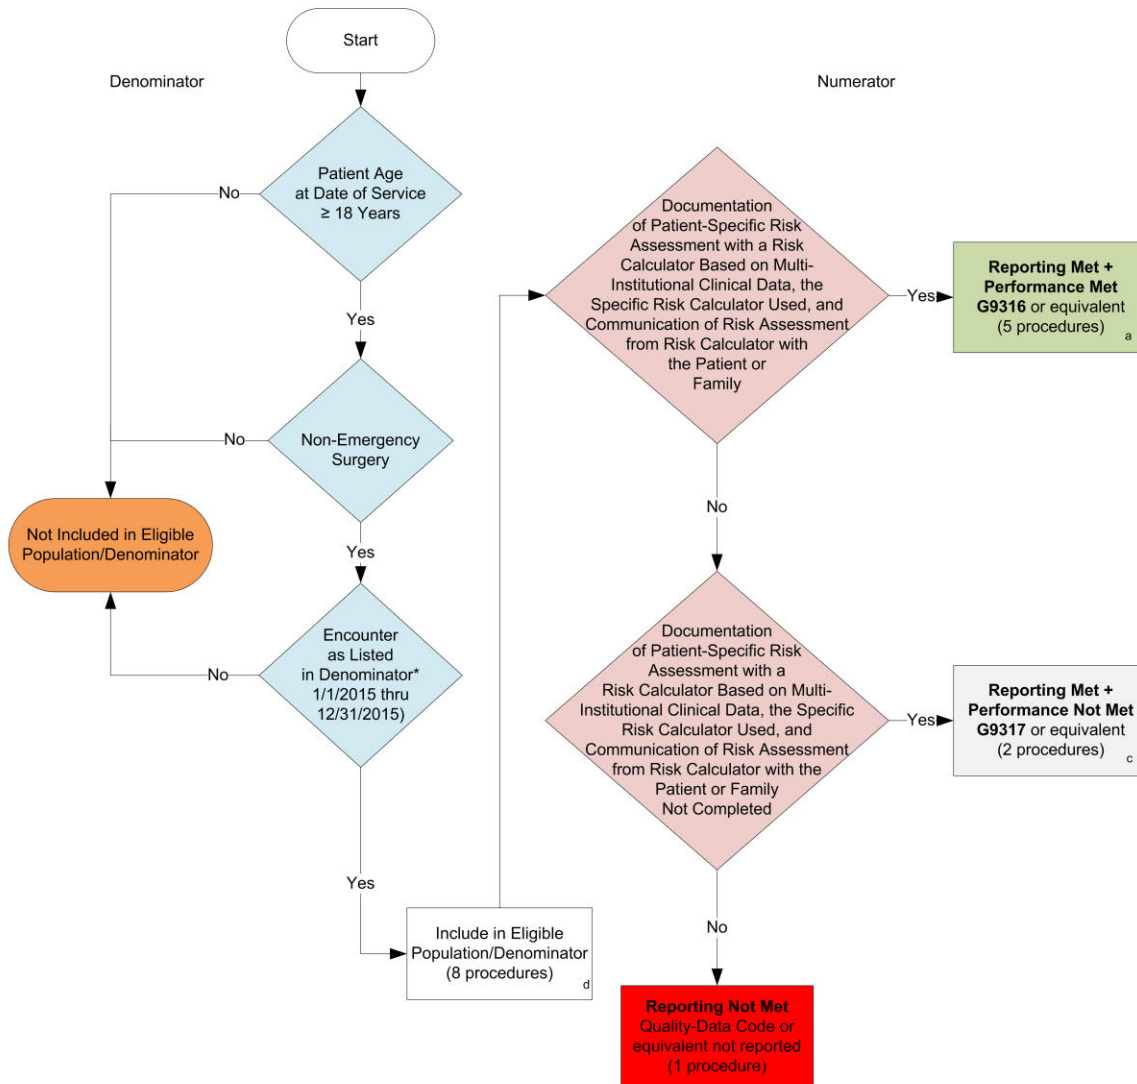 Start
Denominator
Numerator
Patient Age
at Date of Service
≥ 18 Years
No
Yes
Non-Emergency
Surgery
No
Yes
Not Included in Eligible
Population/Denominator
Encounter
as Listed
in Denominator*
1/1/2015 thru
12/31/2015)
No
Yes
Include in Eligible
Population/Denominator
(8 procedures)
d
Documentation
of Patient-Specific Risk
Assessment with a Risk
Calculator Based on Multi-
Institutional Clinical Data, the
Specific Risk Calculator Used, and
Communication of Risk Assessment
from Risk Calculator with
the Patient or
Family
Yes
Reporting Met +
Performance Met
G9316 or equivalent
(5 procedures)
a
No
Documentation
of Patient-Specific Risk
Assessment with a
Risk Calculator Based on Multi-
Institutional Clinical Data, the Specific
Risk Calculator Used, and
Communication of Risk Assessment
from Risk Calculator with the
Patient or Family
Not Completed
Yes
Reporting Met +
Performance Not Met
G9317 or equivalent
(2 procedures)
c
No
Reporting Not Met
Quality-Data Code or
equivalent not reported
(1 procedure)